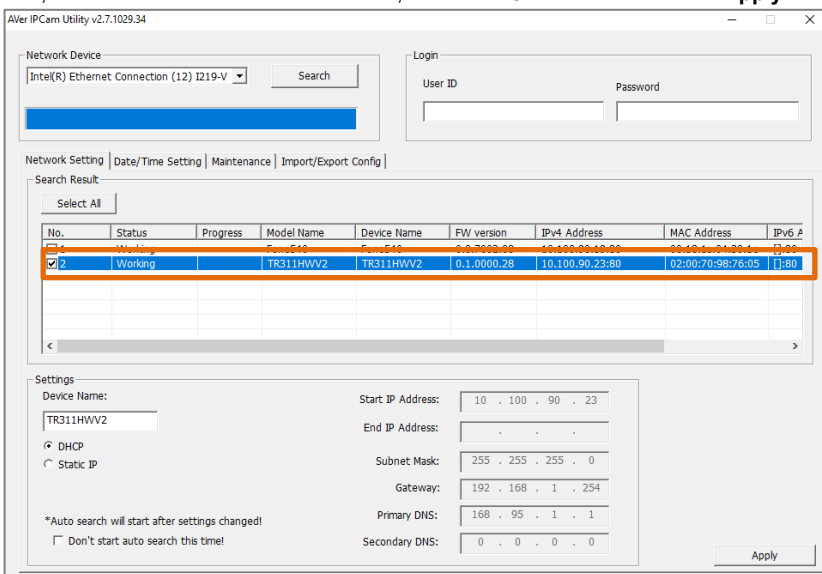 Apply
AVer IPCam Utility v2.7.1029.34
Network Device
Intel(R) Ethernet Connection (12) I219-V
Search
Login
User ID
Password
Network Setting Date/Time Setting Maintenance Import/Export Config
Search Result
Select All
No. Status Progress Model Name Device Name FW version IPv4 Address MAC Address IPv6 A
2 Working TR311HWV2 TR311HWV2 0.1.0000.28 10.100.90.23:80 02:00:70:98:76:05 []:80
Settings
Device Name:
TR311HWV2
DHCP
Static IP
*Auto search will start after settings changed!
Don't start auto search this time!
Start IP Address: 10 . 100 . 90 . 23
End IP Address: . . .
Subnet Mask: 255 . 255 . 255 . 0
Gateway: 192 . 168 . 1 . 254
Primary DNS: 168 . 95 . 1 . 1
Secondary DNS: 0 . 0 . 0 . 0
Apply